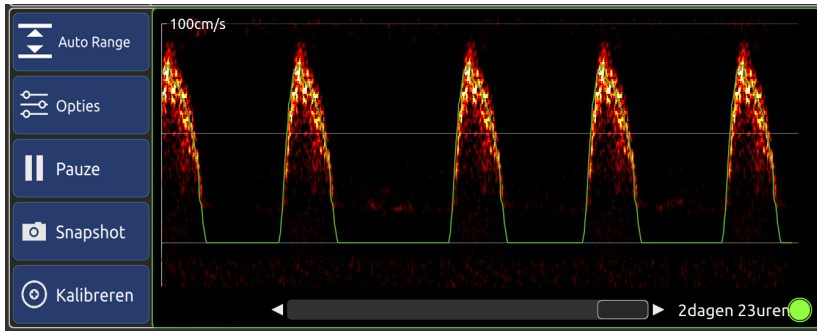 Auto Range
Opties
Pauze
Snapshot
Kalibreren
100cm/s
2dagen 23uren